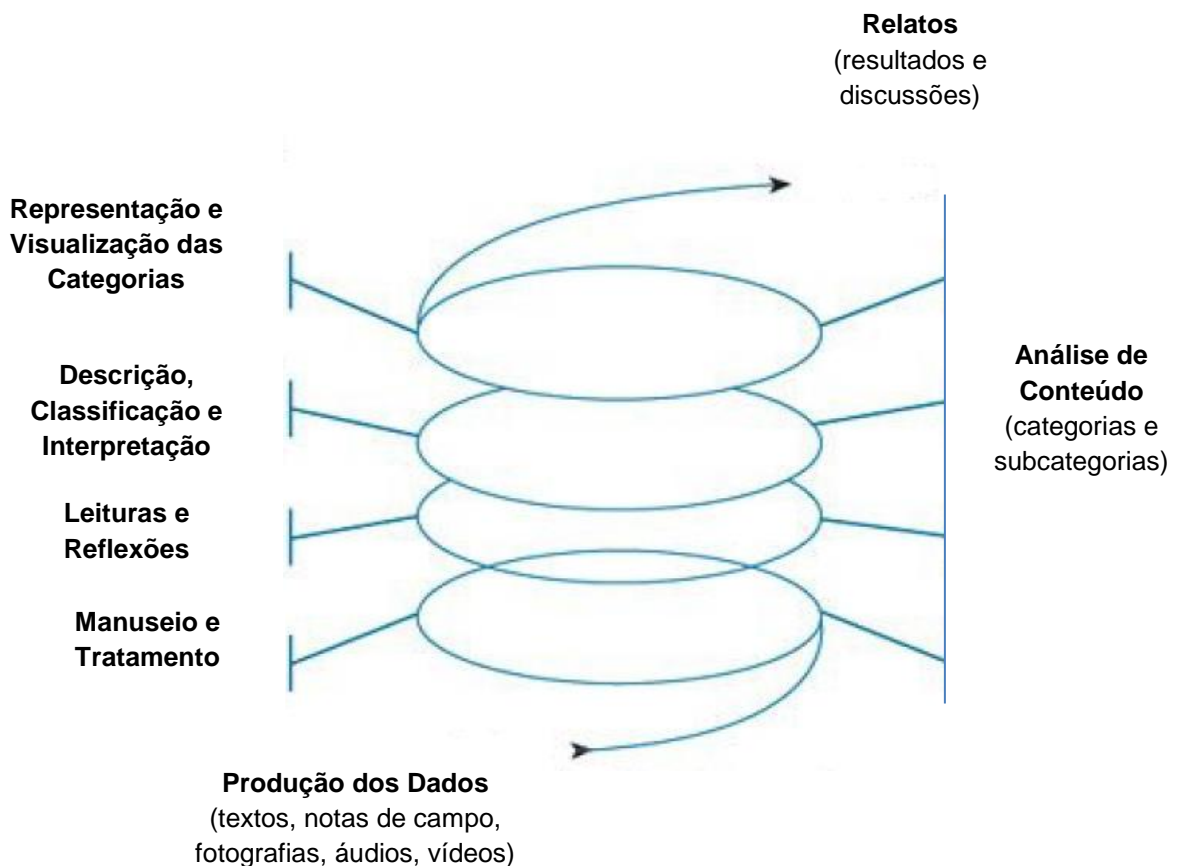 Relatos
(resultados e
discussões)
Representação e
Visualização das
Categorias
Descrição,
Classificação e
Interpretação
Análise de
Conteúdo
(categorias e
subcategorias)
Leituras e
Reflexões
Manuseio e
Tratamento
Produção dos Dados
(textos, notas de campo,
fotografias, áudios, vídeos)